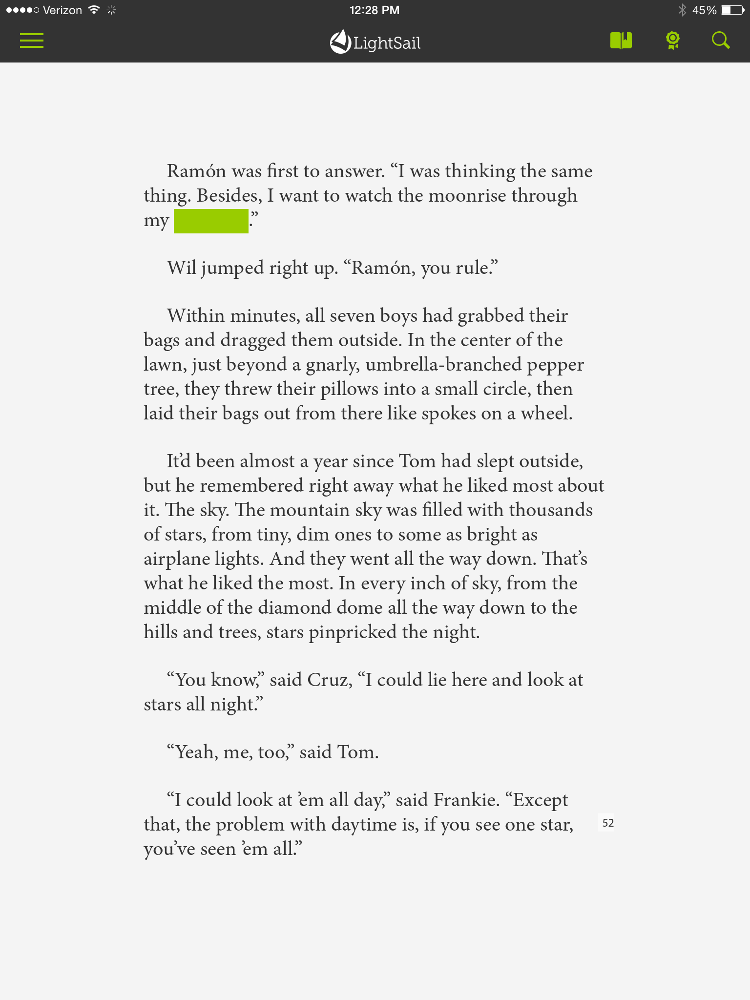 Verizon 12:28 PM 45%
LightSail
Ramón was first to answer. “I was thinking the same
thing. Besides, I want to watch the moonrise through
my .”
Wil jumped right up. “Ramón, you rule.”
Within minutes, all seven boys had grabbed their
bags and dragged them outside. In the center of the
lawn, just beyond a gnarly, umbrella-branched pepper
tree, they threw their pillows into a small circle, then
laid their bags out from there like spokes on a wheel.
It’d been almost a year since Tom had slept outside,
but he remembered right away what he liked most about
it. The sky. The mountain sky was filled with thousands
of stars, from tiny, dim ones to some as bright as
airplane lights. And they went all the way down. That’s
what he liked the most. In every inch of sky, from the
middle of the diamond dome all the way down to the
hills and trees, stars pinpricked the night.
“You know,” said Cruz, “I could lie here and look at
stars all night.”
“Yeah, me, too,” said Tom.
“I could look at ’em all day,” said Frankie. “Except
that, the problem with daytime is, if you see one star,
52
you’ve seen ’em all.”